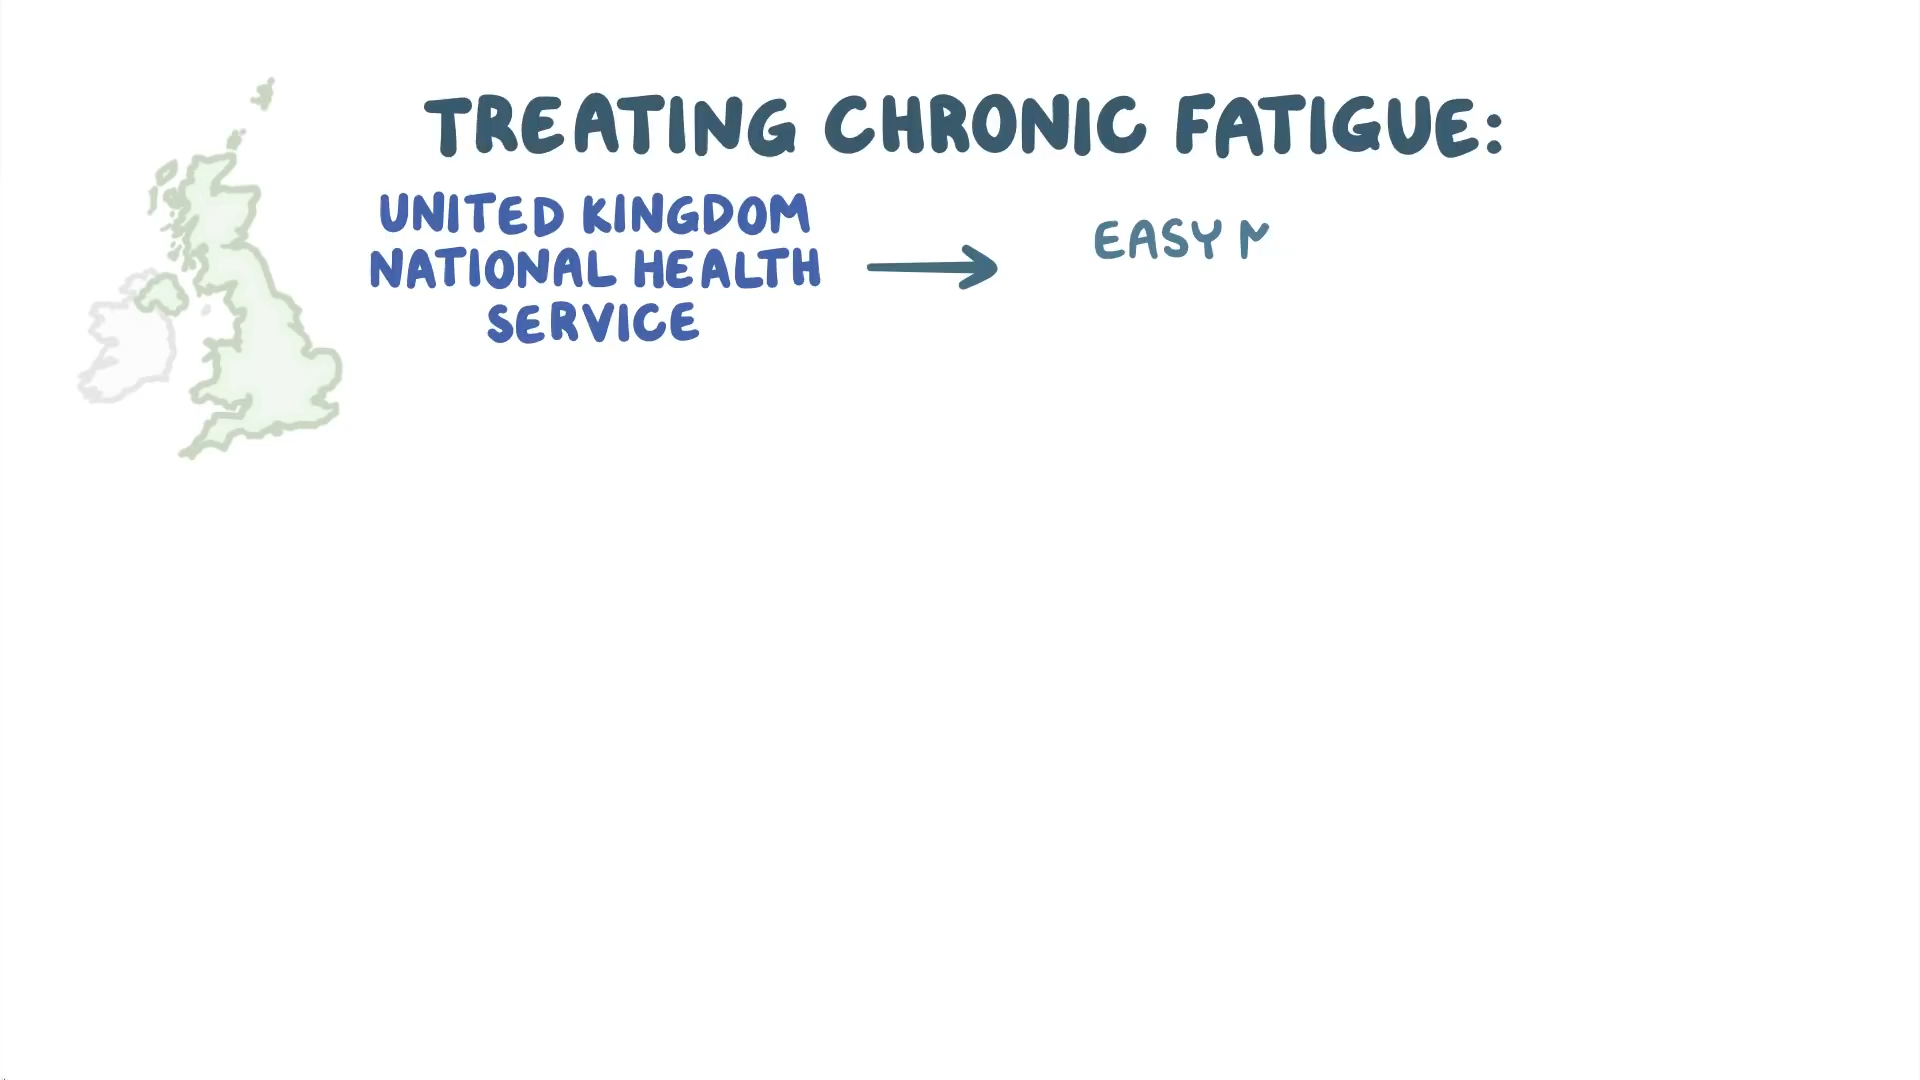 TREATING CHRONIC FATIGUE:
UNITED KINGDOM
NATIONAL HEALTH
SERVICE
EASY